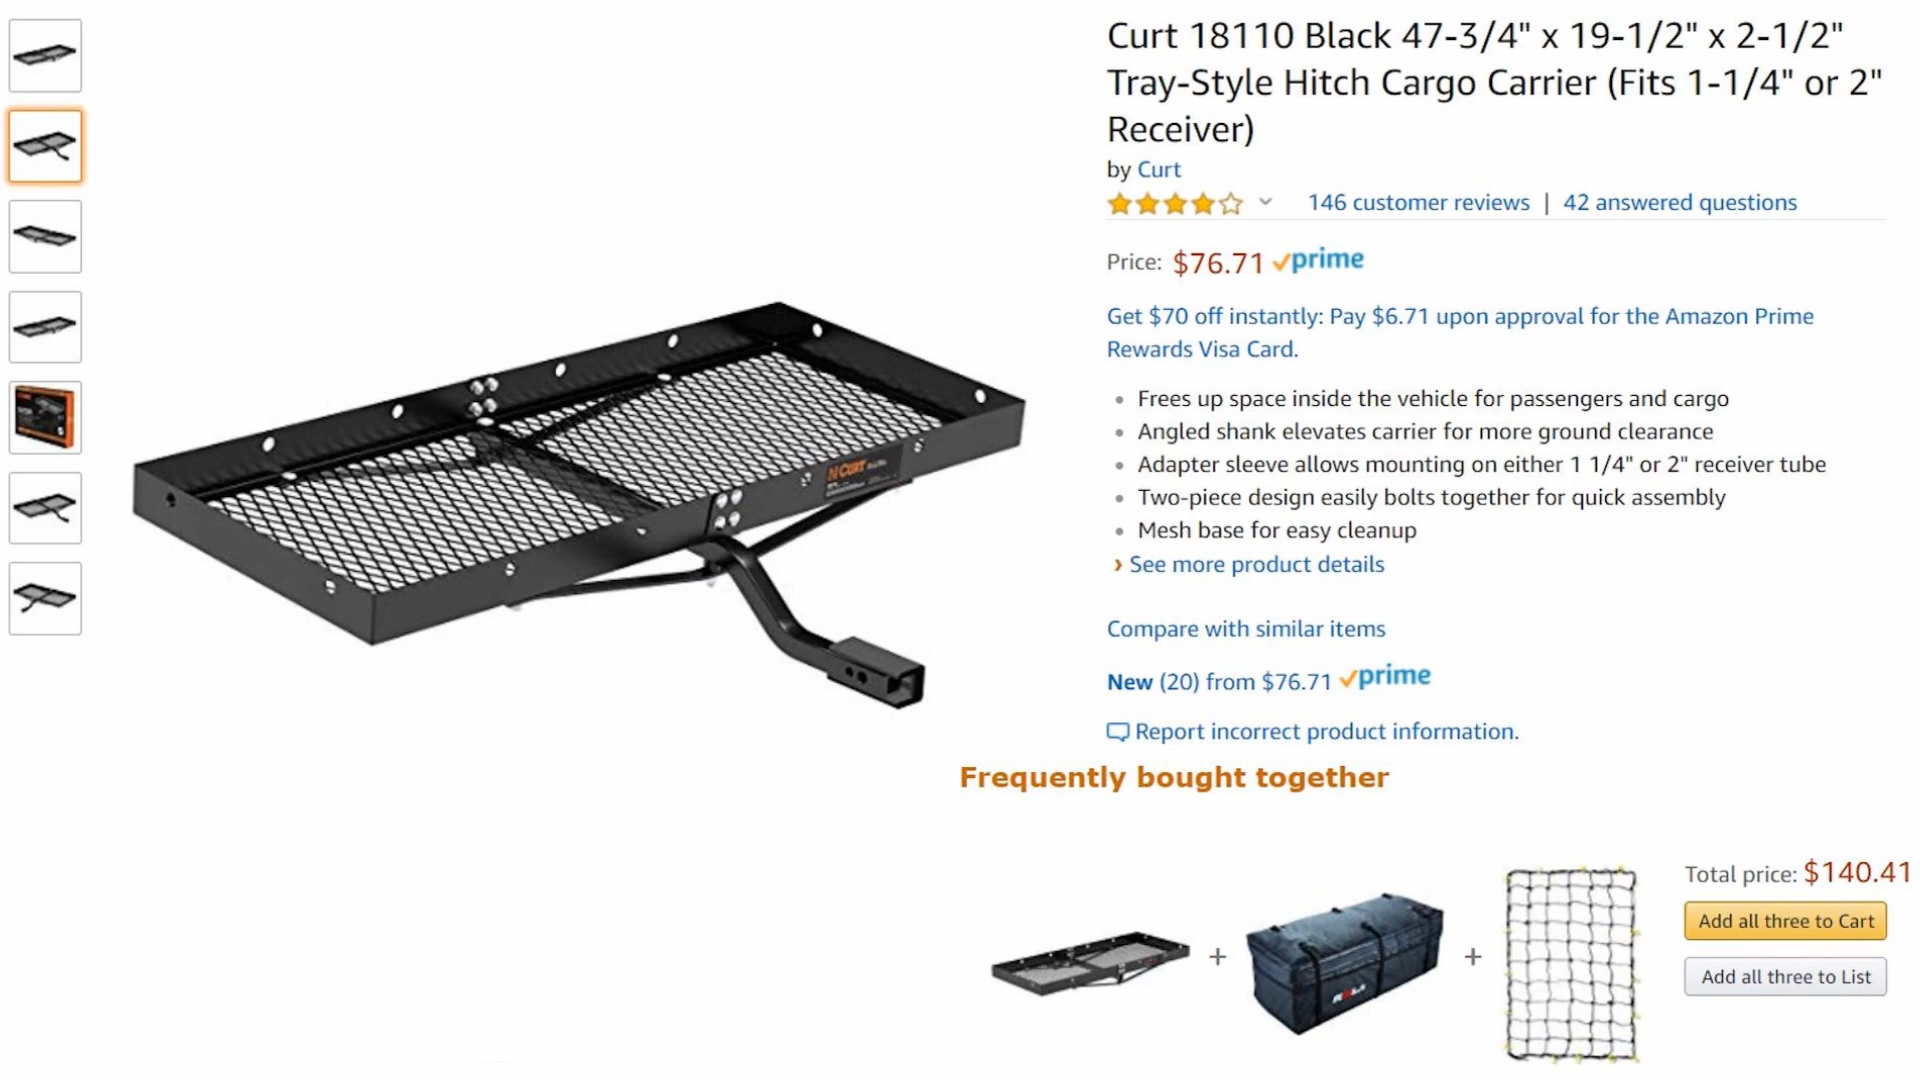 Curt 18110 Black 47-3/4" x 19-1/2" x 2-1/2"
Tray-Style Hitch Cargo Carrier (Fits 1-1/4" or 2"
Receiver)
by Curt
146 customer reviews | 42 answered questions
Price: $76.71 prime
Get $70 off instantly: Pay $6.71 upon approval for the Amazon Prime
Rewards Visa Card.
Frees up space inside the vehicle for passengers and cargo
Angled shank elevates carrier for more ground clearance
Adapter sleeve allows mounting on either 1 1/4" or 2" receiver tube
Two-piece design easily bolts together for quick assembly
Mesh base for easy cleanup
› See more product details
Compare with similar items
New (20) from $76.71 prime
Report incorrect product information.
CURT
Frequently bought together
Total price: $140.41
Add all three to Cart
Add all three to List
+
+